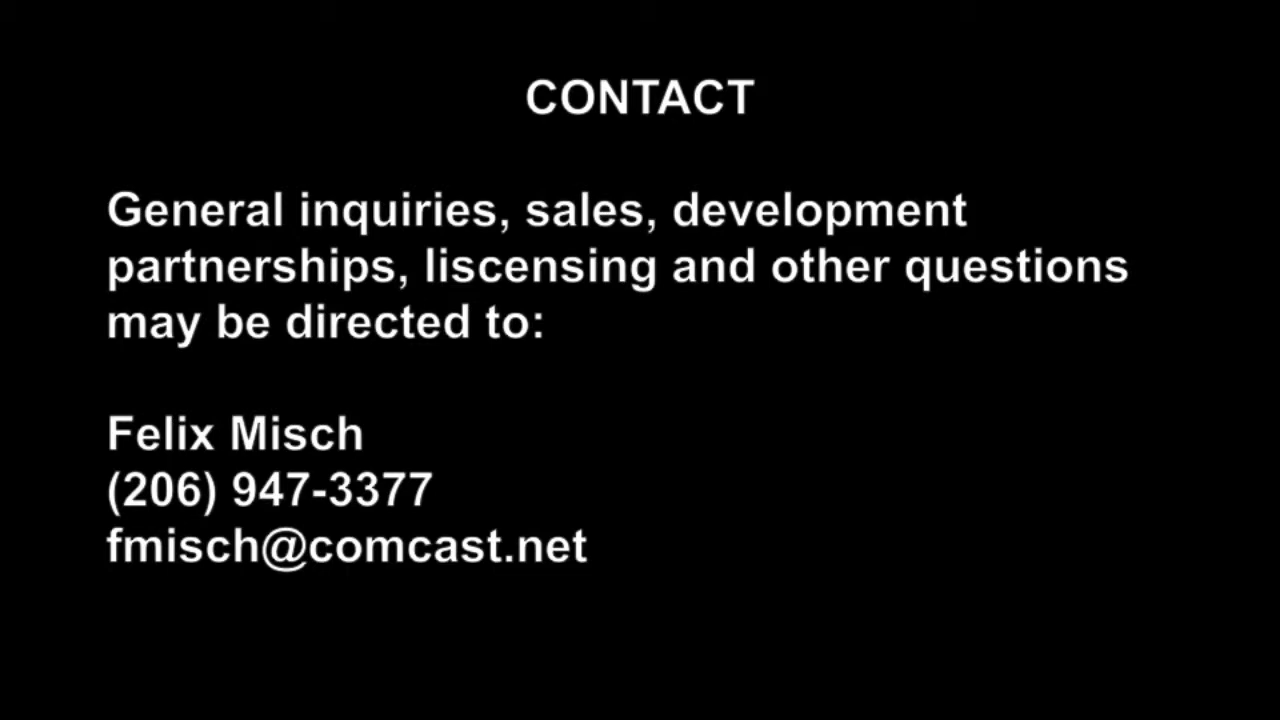 CONTACT
General inquiries, sales, development
partnerships, liscensing and other questions
may be directed to:
Felix Misch
(206) 947-3377
fmisch@comcast.net